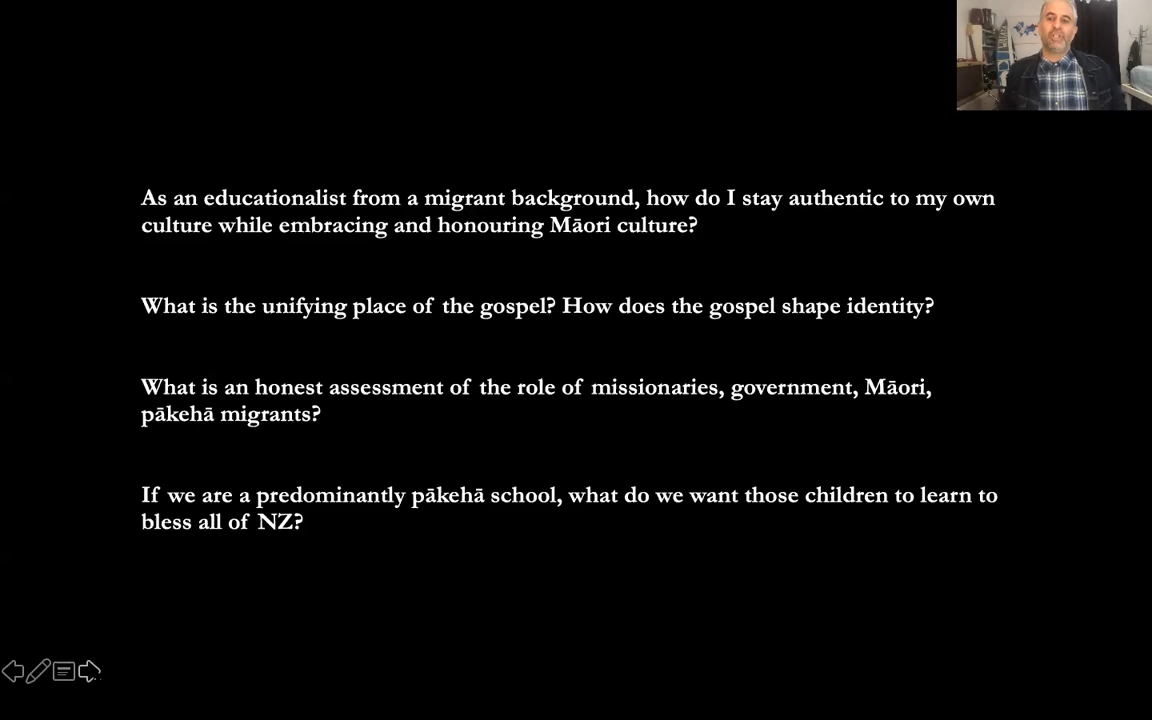 As an educationalist from a migrant background, how do I stay authentic to my own
culture while embracing and honouring Māori culture?
What is the unifying place of the gospel? How does the gospel shape identity?
What is an honest assessment of the role of missionaries, government, Māori,
pākehā migrants?
If we are a predominantly pākehā school, what do we want those children to learn to
bless all of NZ?